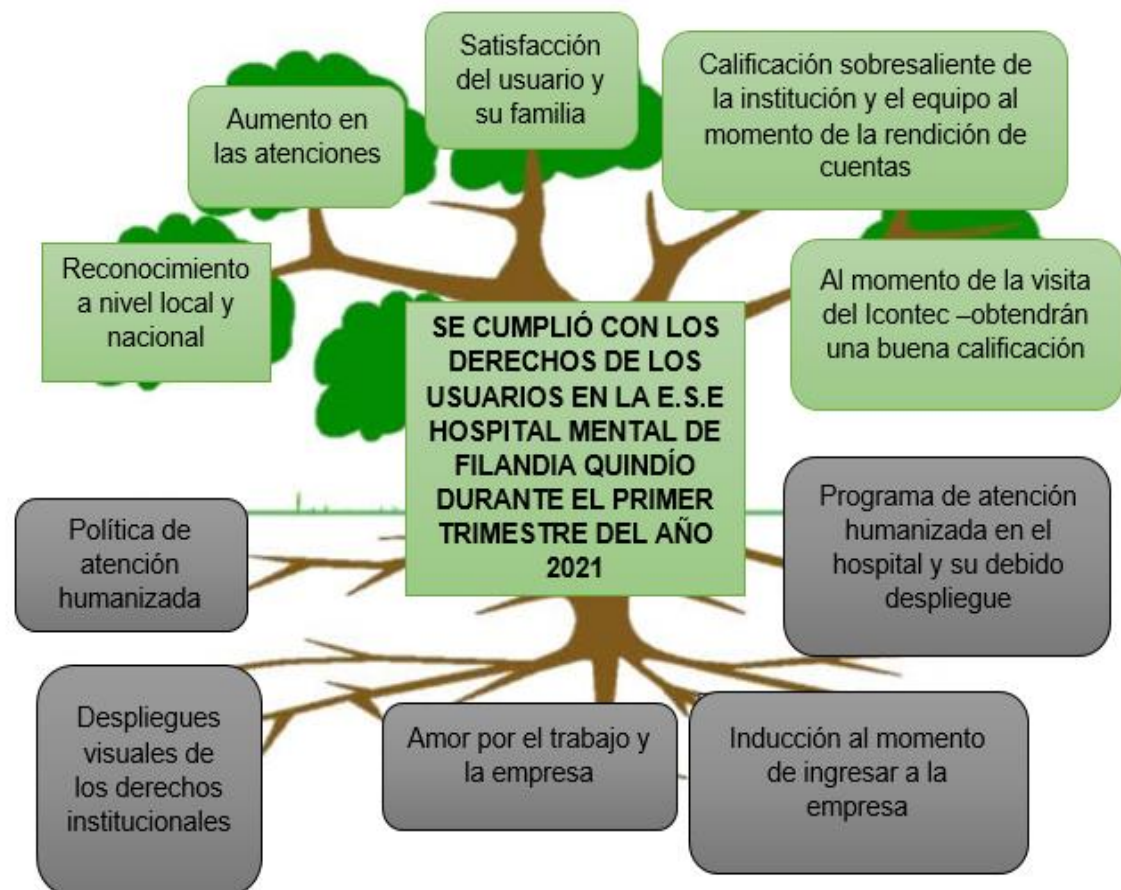 Satisfacción
del usuario y
su familia
Calificación sobresaliente de
la institución y el equipo al
momento de la rendición de
cuentas
Aumento en
las atenciones
Reconocimiento
a nivel local y
nacional
Al momento de la visita
del Icontec –obtendrán
una buena calificación
SE CUMPLIÓ CON LOS
DERECHOS DE LOS
USUARIOS EN LA E.S.E
HOSPITAL MENTAL DE
FILANDIA QUINDÍO
DURANTE EL PRIMER
TRIMESTRE DEL AÑO
2021
Política de
atención
humanizada
Programa de atención
humanizada en el
hospital y su debido
despliegue
Despliegues
visuales de
los derechos
institucionales
Amor por el trabajo y
la empresa
Inducción al momento
de ingresar a la
empresa